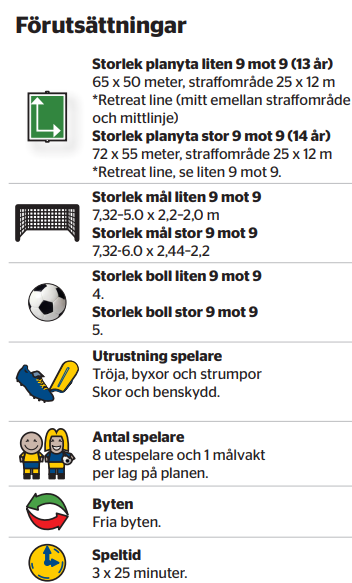 Förutsättningar
Storlek planyta liten 9 mot 9 (13 år)
65 x 50 meter, straffområde 25 x 12 m
*Retreat line (mitt emellan straffområde
och mittlinje)
Storlek planyta stor 9 mot 9 (14 år)
72 x 55 meter, straffområde 25 x 12 m
*Retreat line, se liten 9 mot 9.
Storlek mål liten 9 mot 9
7,32–5.0 x 2,2–2,0 m
Storlek mål stor 9 mot 9
7,32-6.0 x 2,44–2,2
Storlek boll liten 9 mot 9
4.
Storlek boll stor 9 mot 9
5.
Utrustning spelare
Tröja, byxor och strumpor
Skor och benskydd.
Antal spelare
8 utespelare och 1 målvakt
per lag på planen.
Byten
Fria byten.
Speltid
3 x 25 minuter.